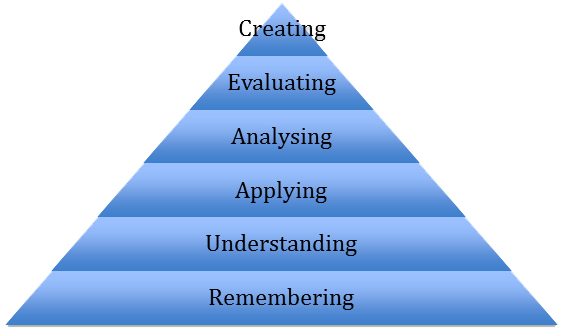 Creating
Evaluating
Analysing
Applying
Understanding
Remembering